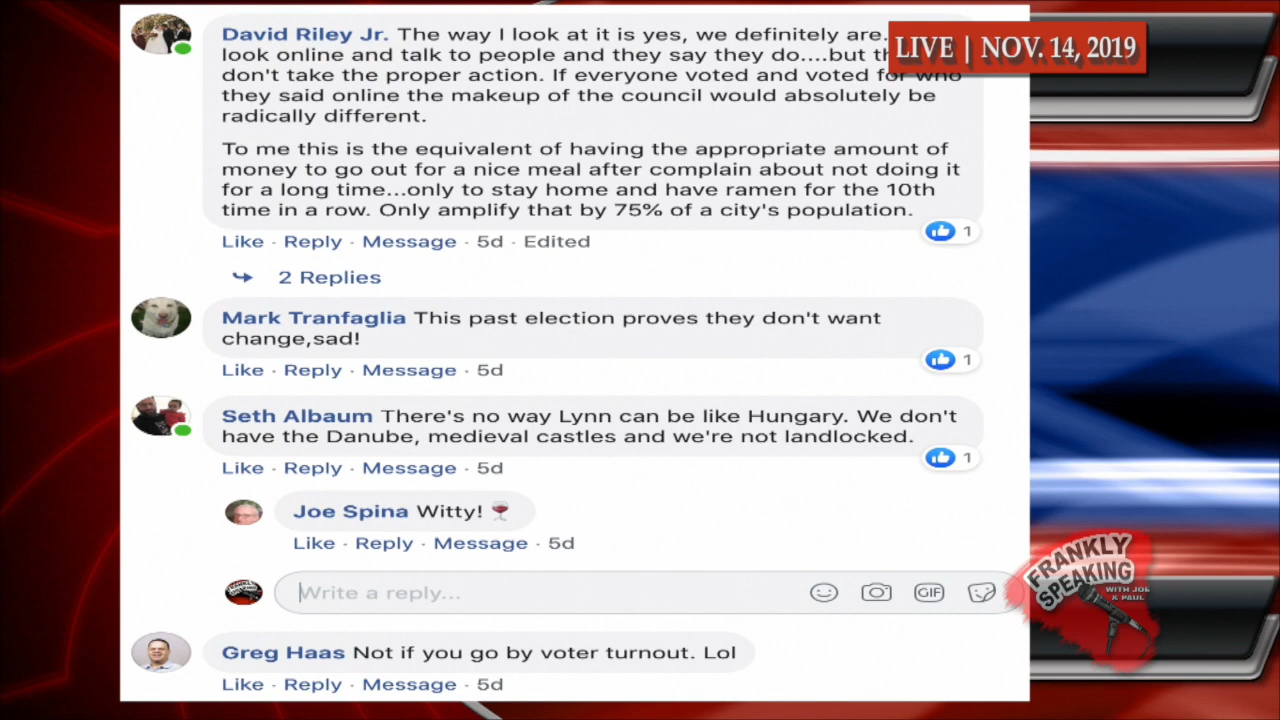 David Riley Jr. The way I look at it is yes, we definitely are.
look online and talk to people and they say they do....but
don't take the proper action. If everyone voted and voted for who
they said online the makeup of the council would absolutely be
radically different.
To me this is the equivalent of having the appropriate amount of
money to go out for a nice meal after complain about not doing it
for a long time...only to stay home and have ramen for the 10th
time in a row. Only amplify that by 75% of a city's population.
1
Like · Reply · Message · 5d · Edited
2 Replies
Mark Tranfaglia This past election proves they don't want
change,sad!
1
Like · Reply · Message · 5d
Seth Albaum There's no way Lynn can be like Hungary. We don't
have the Danube, medieval castles and we're not landlocked.
1
Like · Reply · Message · 5d
Joe Spina Witty! 🍷
Like · Reply · Message · 5d
Write a reply...
GIF
Greg Haas Not if you go by voter turnout. Lol
Like · Reply · Message · 5d
LIVE | NOV. 14, 2019
FRANKLY
SPEAKING
WITH JOE
& PAUL